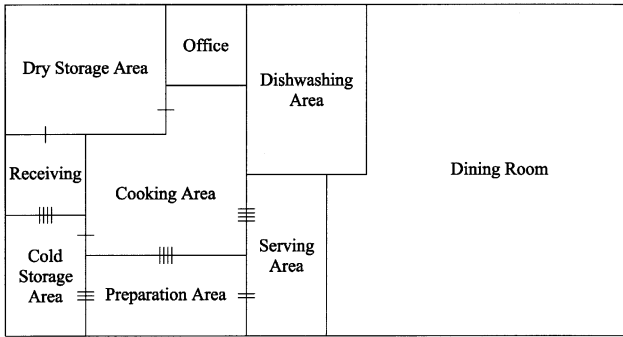 Office
Dry Storage Area
Dishwashing
Area
Receiving
Dining Room
Cooking Area
Cold
Storage
Area
Serving
Area
Preparation Area